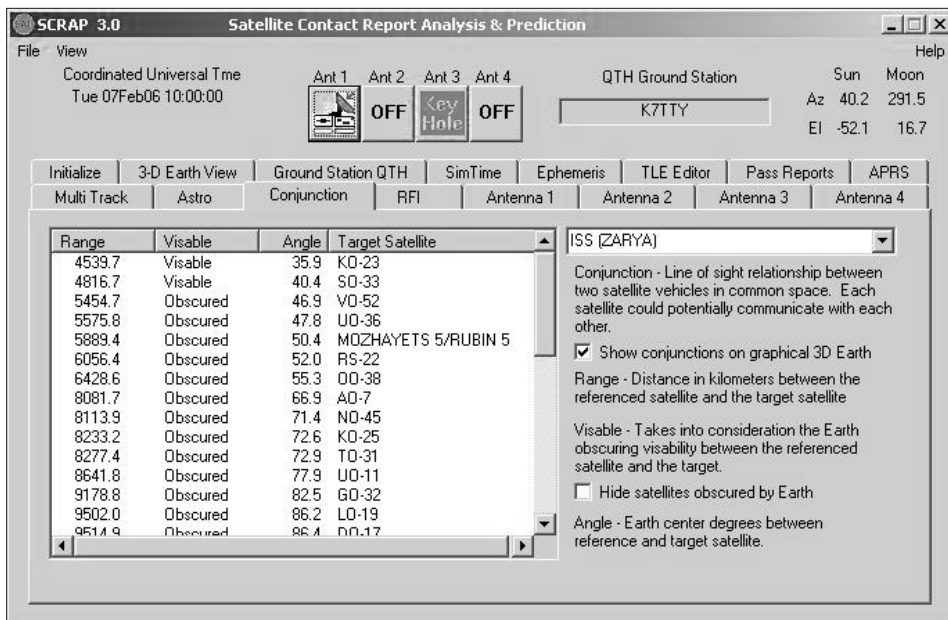 SCRAP 3.0 Satellite Contact Report Analysis & Prediction
File View Help
Coordinated Universal Tme
Tue 07Feb06 10:00:00
Ant 1 Ant 2 Ant 3 Ant 4
OFF Key Hole OFF
QTH Ground Station
K7TTY
Sun Moon
Az 40.2 291.5
El -52.1 16.7
Initialize 3-D Earth View Ground Station QTH SimTime Ephemeris TLE Editor Pass Reports APRS
Multi Track Astro Conjunction RFI Antenna 1 Antenna 2 Antenna 3 Antenna 4
Range Visable Angle Target Satellite
4539.7 Visable 35.9 KO-23
4816.7 Visable 40.4 SO-33
5454.7 Obscured 46.9 VO-52
5575.8 Obscured 47.8 UO-36
5889.4 Obscured 50.4 MOZHAYETS 5/RUBIN 5
6056.4 Obscured 52.0 RS-22
6428.6 Obscured 55.3 OO-38
8081.7 Obscured 66.9 AO-7
8113.9 Obscured 71.4 NO-45
8233.2 Obscured 72.6 KO-25
8277.4 Obscured 72.9 TO-31
8641.8 Obscured 77.9 UO-11
9178.8 Obscured 82.5 GO-32
9502.0 Obscured 86.2 LO-19
9514.9 Obscured 86.4 DO-17
ISS (ZARYA)
Conjunction - Line of sight relationship between
two satellite vehicles in common space. Each
satellite could potentially communicate with each
other.
Show conjunctions on graphical 3D Earth
Range - Distance in kilometers between the
referenced satellite and the target satellite
Visable - Takes into consideration the Earth
obscuring visability between the referenced
satellite and the target.
Hide satellites obscured by Earth
Angle - Earth center degrees between
reference and target satellite.